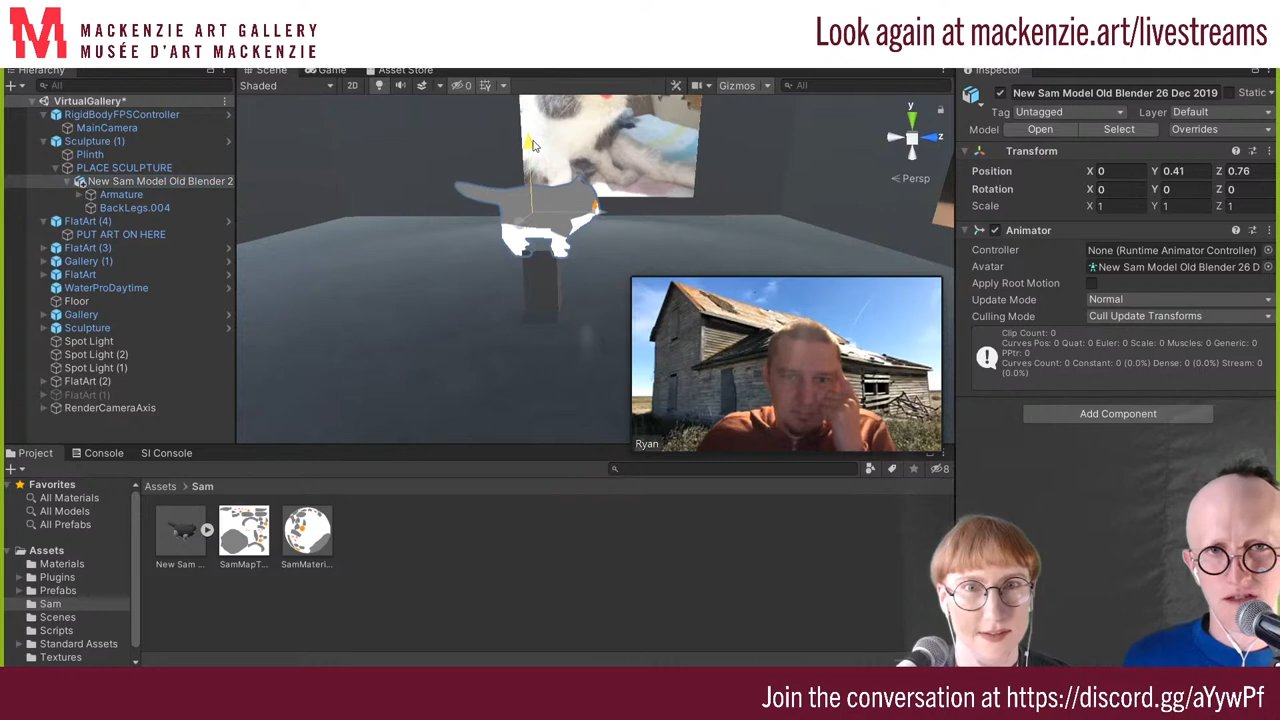 MACKENZIE ART GALLERY
MUSÉE D'ART MACKENZIE
Look again at mackenzie.art/livestreams
Hierarchy
Scene
Game
Asset Store
Inspector
All
Shaded
2D
0
Gizmos
All
VirtualGallery*
RigidBodyFPSController
MainCamera
Sculpture (1)
Plinth
PLACE SCULPTURE
New Sam Model Old Blender 2
Armature
BackLegs.004
FlatArt (4)
PUT ART ON HERE
FlatArt (3)
Gallery (1)
FlatArt
WaterProDaytime
Floor
Gallery
Sculpture
Spot Light
Spot Light (2)
Spot Light (1)
FlatArt (2)
FlatArt (1)
RenderCameraAxis
y
z
Persp
New Sam Model Old Blender 26 Dec 2019
Static
Tag Untagged Layer Default
Model Open Select Overrides
Transform
Position X 0 Y 0.41 Z 0.76
Rotation X 0 Y 0 Z 0
Scale X 1 Y 1 Z 1
Animator
Controller None (Runtime Animator Controller)
Avatar New Sam Model Old Blender 26 D
Apply Root Motion
Update Mode Normal
Culling Mode Cull Update Transforms
Clip Count: 0
Curves Pos: 0 Quat: 0 Euler: 0 Scale: 0 Muscles: 0 Generic: 0
PPtr: 0
Curves Count: 0 Constant: 0 (0.0%) Dense: 0 (0.0%) Stream: 0
(0.0%)
Add Component
Ryan
Project
Console
SI Console
8
Favorites
All Materials
All Models
All Prefabs
Assets
Materials
Plugins
Prefabs
Sam
Scenes
Scripts
Standard Assets
Textures
Assets > Sam
New Sam ...
SamMapT...
SamMateri...
Join the conversation at https://discord.gg/aYywPf